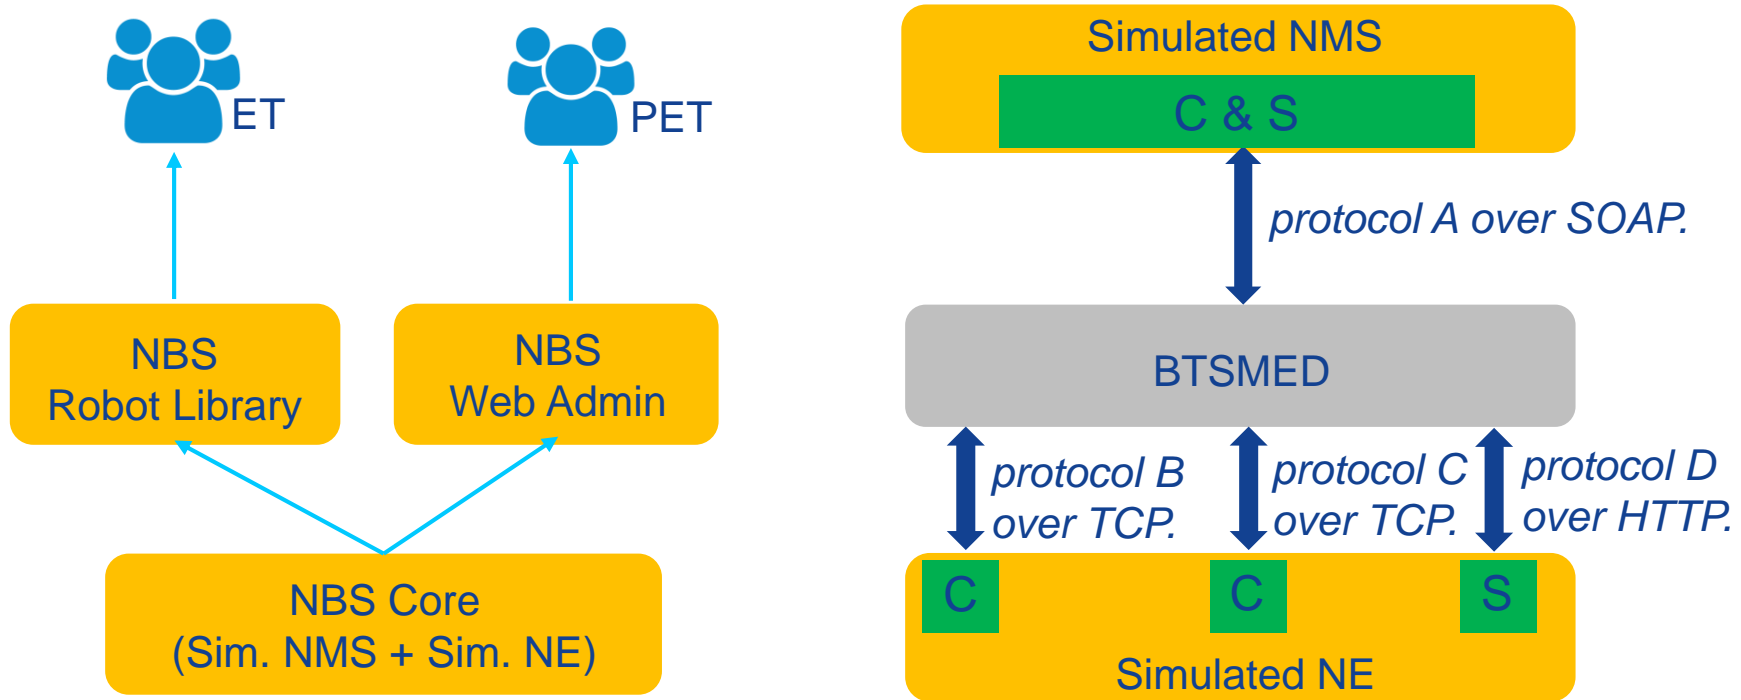 ET
PET
NBS
Robot Library
NBS
Web Admin
NBS Core
(Sim. NMS + Sim. NE)
Simulated NMS
C & S
protocol A over SOAP.
BTSMED
protocol B
over TCP.
protocol C
over TCP.
protocol D
over HTTP.
C
C
S
Simulated NE